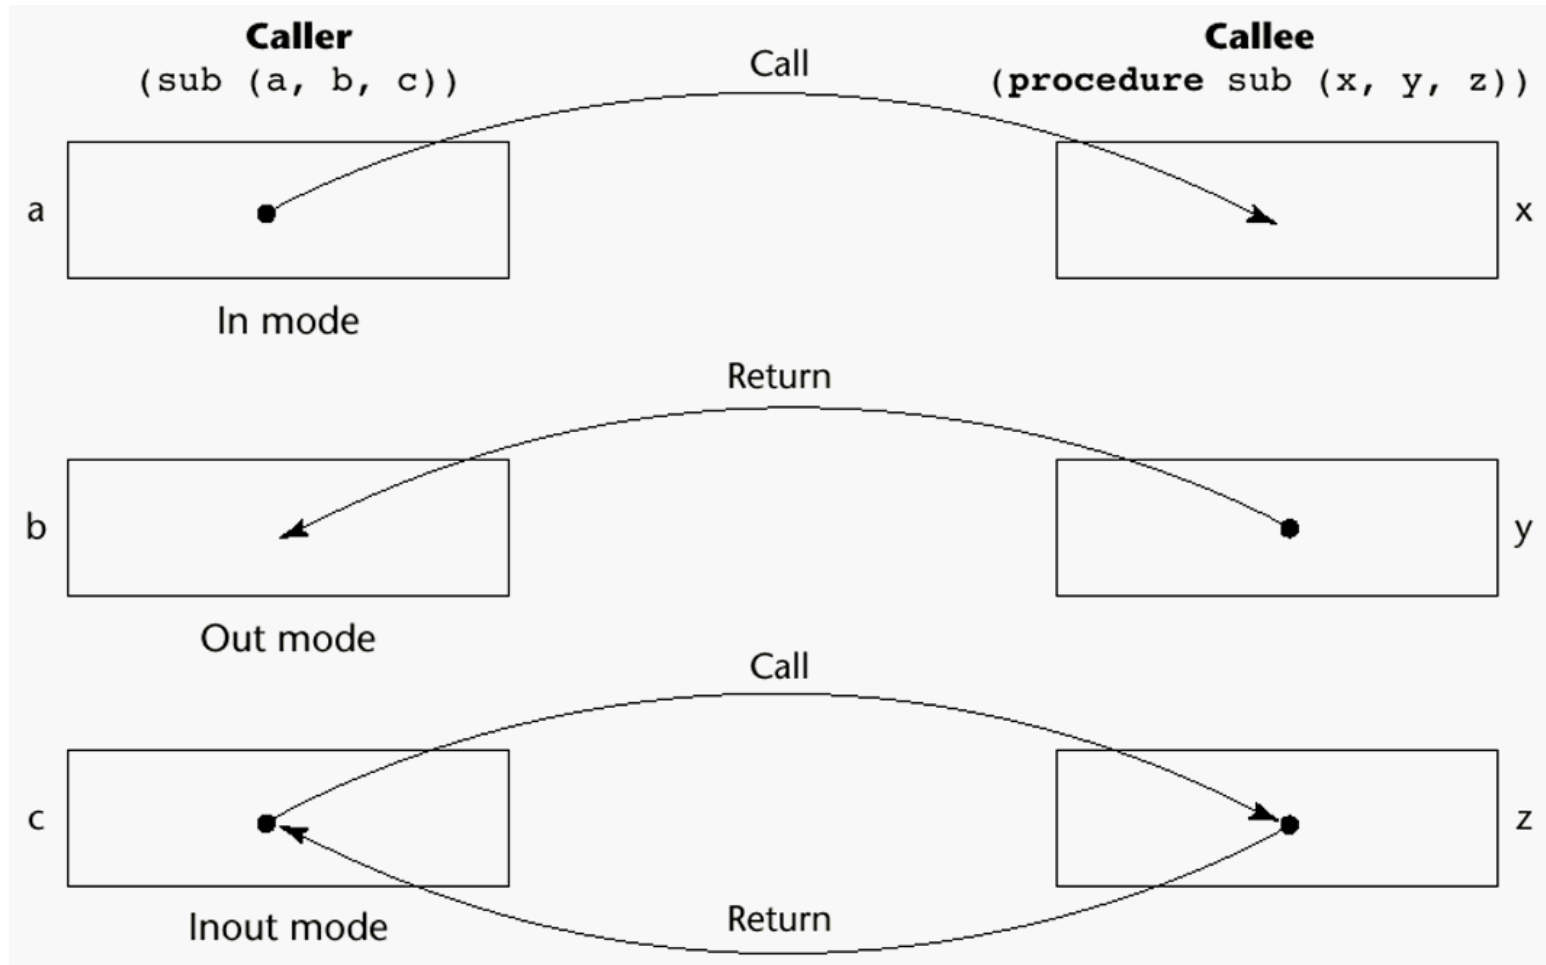 Caller
Callee
(sub (a, b, c))
Call
(procedure sub (x, y, z))
a
x
In mode
Return
b
y
Out mode
Call
c
z
Inout mode
Return